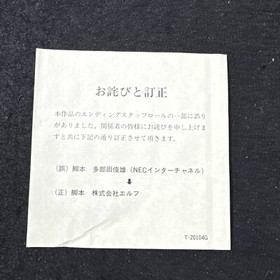 お詫びと訂正
本作品のエンディングスタッフロールの一部に誤り
がありました。関係者の皆様にお詫びを申し上げま
すと共に下記の通り訂正させて頂きます。
(誤)脚本 多部田俊雄(NECインターチャネル)
↓
(正)脚本 株式会社エルフ
T-20104G